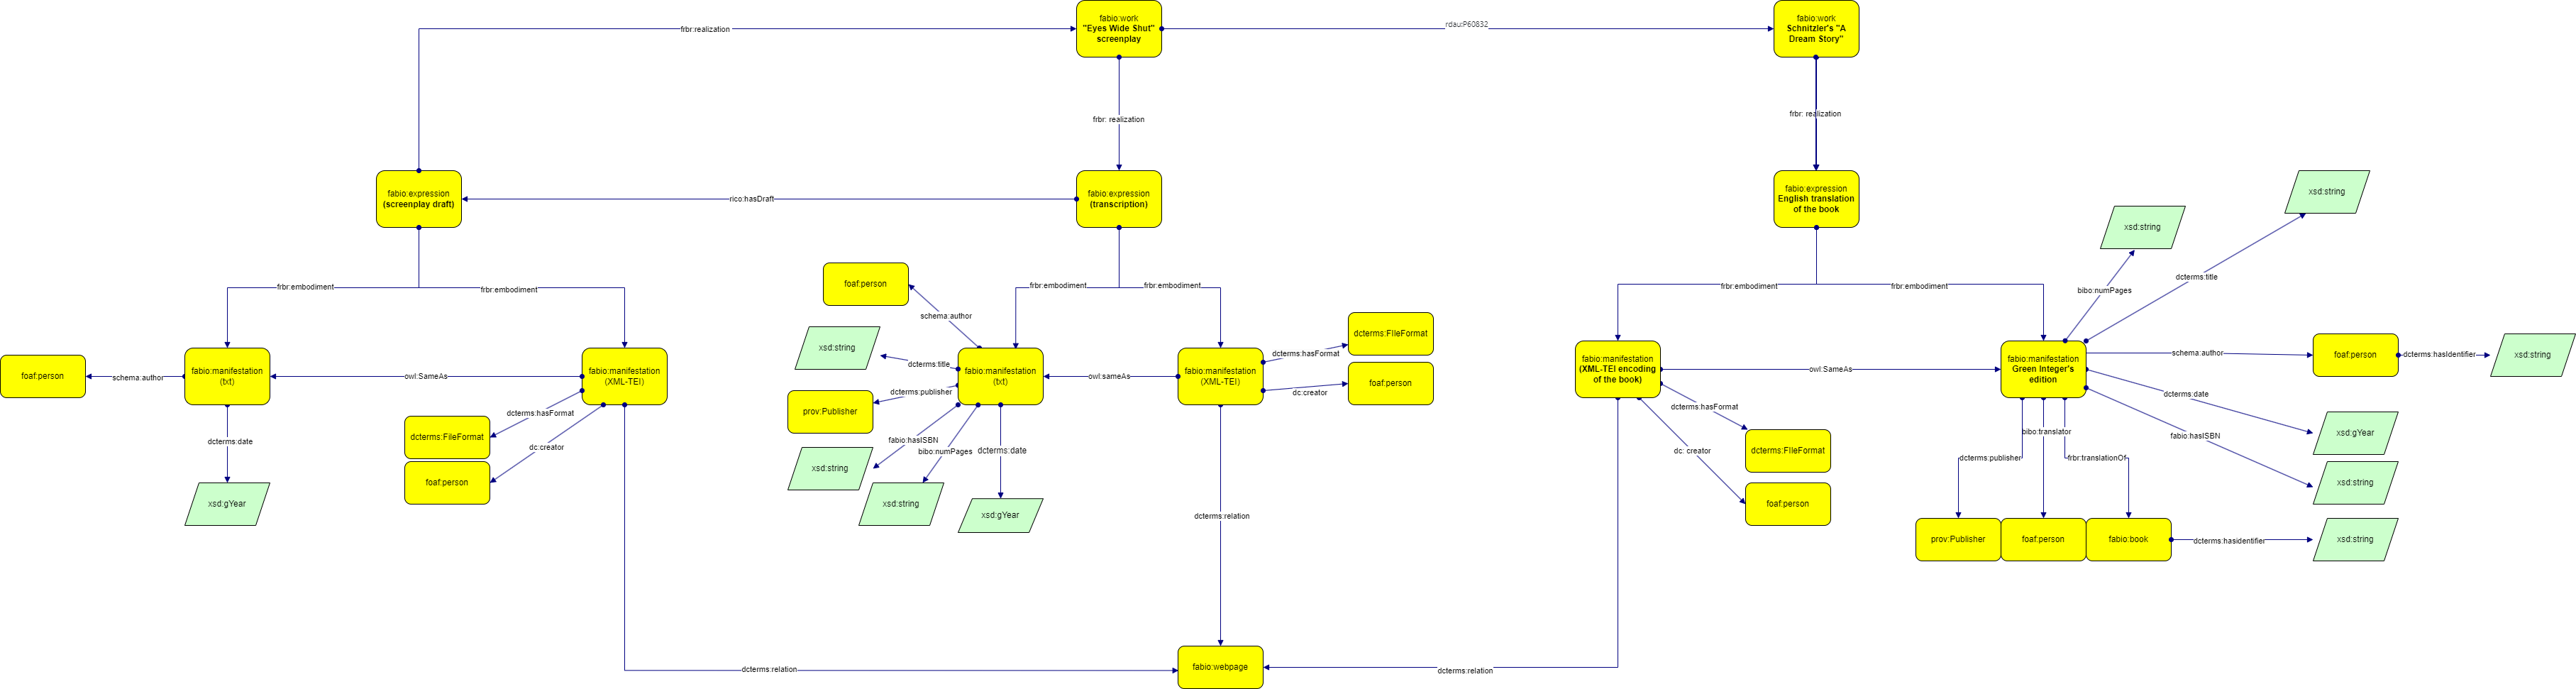 fabio:work
"Eyes Wide Shut"
screenplay
fabio:work
Schnitzler's "A
Dream Story"
frbr:realization
rdau:P60832
frbr: realization
frbr: realization
fabio:expression
(screenplay draft)
rico:hasDraft
fabio:expression
(transcription)
fabio:expression
English translation
of the book
xsd:string
xsd:string
dcterms:title
bibo:numPages
frbr:embodiment
frbr:embodiment
foaf:person
frbr:embodiment
frbr:embodiment
frbr:embodiment
frbr:embodiment
schema:author
xsd:string
dcterms:title
dcterms:FIleFormat
dcterms:hasFormat
foaf:person
schema:author
fabio:manifestation
(txt)
owl:SameAs
fabio:manifestation
(XML-TEI)
dcterms:publisher
prov:Publisher
fabio:manifestation
(txt)
owl:sameAs
fabio:manifestation
(XML-TEI)
dc:creator
foaf:person
fabio:manifestation
(XML-TEI encoding
of the book)
owl:SameAs
fabio:manifestation
Green Integer's
edition
schema:author
foaf:person
dcterms:hasIdentifier
xsd:string
dcterms:date
dcterms:hasFormat
dcterms:FileFormat
dc:creator
foaf:person
dcterms:date
xsd:gYear
fabio:hasISBN
bibo:numPages
dcterms:date
xsd:string
xsd:string
xsd:gYear
dcterms:hasFormat
dcterms:FIleFormat
dc: creator
foaf:person
xsd:gYear
fabio:hasISBN
xsd:string
bibo:translator
dcterms:publisher
frbr:translationOf
prov:Publisher
foaf:person
fabio:book
dcterms:hasidentifier
xsd:string
dcterms:relation
dcterms:relation
fabio:webpage
dcterms:relation